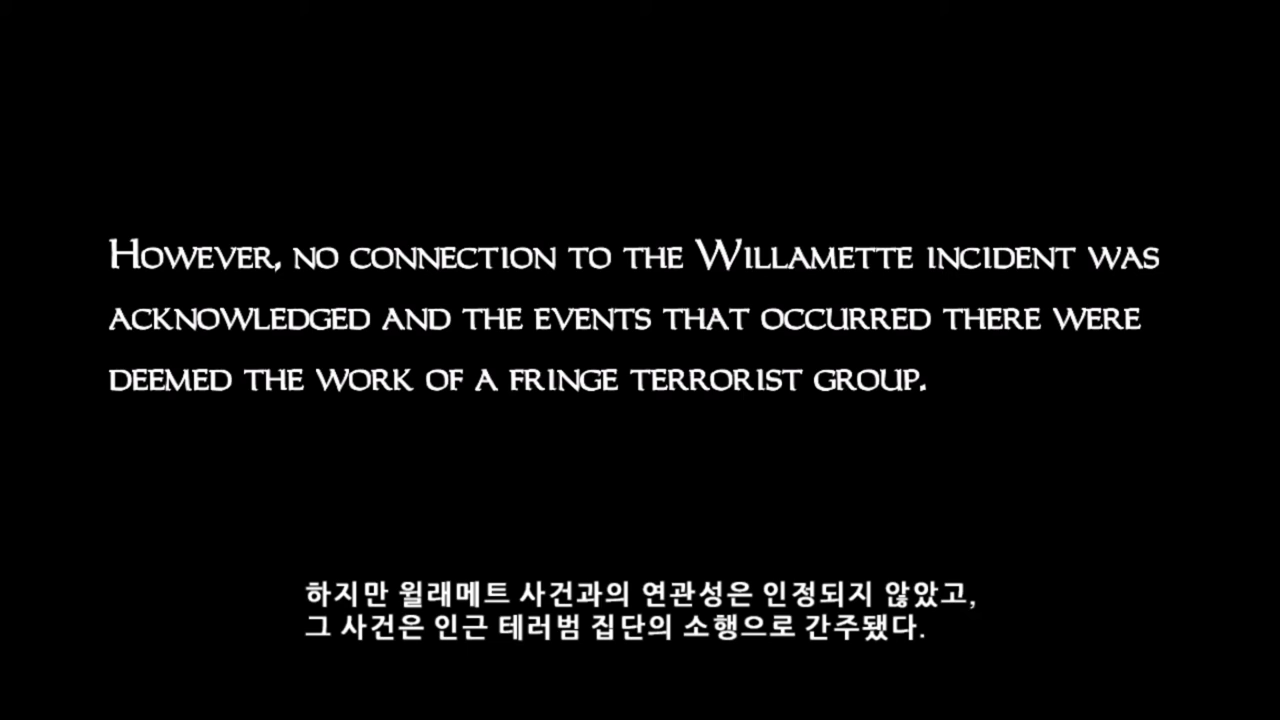 However, no connection to the Willamette incident was
acknowledged and the events that occurred there were
deemed the work of a fringe terrorist group.
하지만 윌래메트 사건과의 연관성은 인정되지 않았고,
그 사건은 인근 테러범 집단의 소행으로 간주됐다.